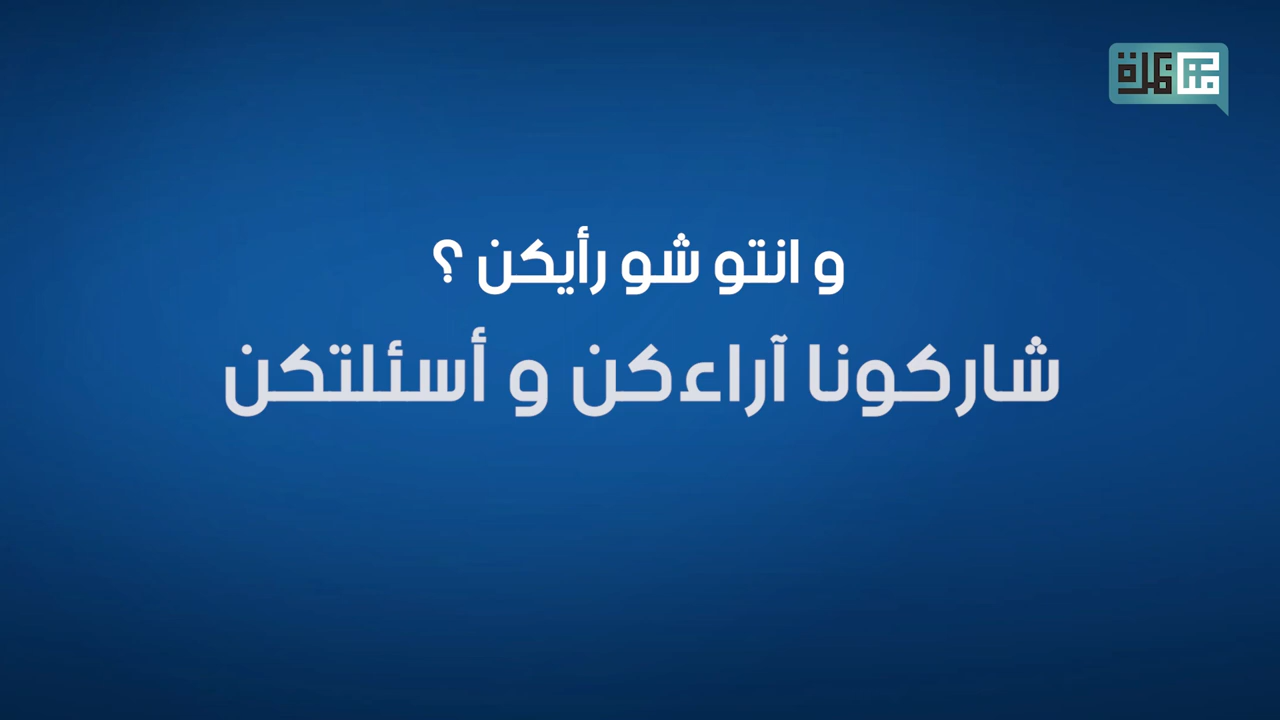 و انتو شو رأيكن ؟
شاركونا آراءكن و أسئلتكن